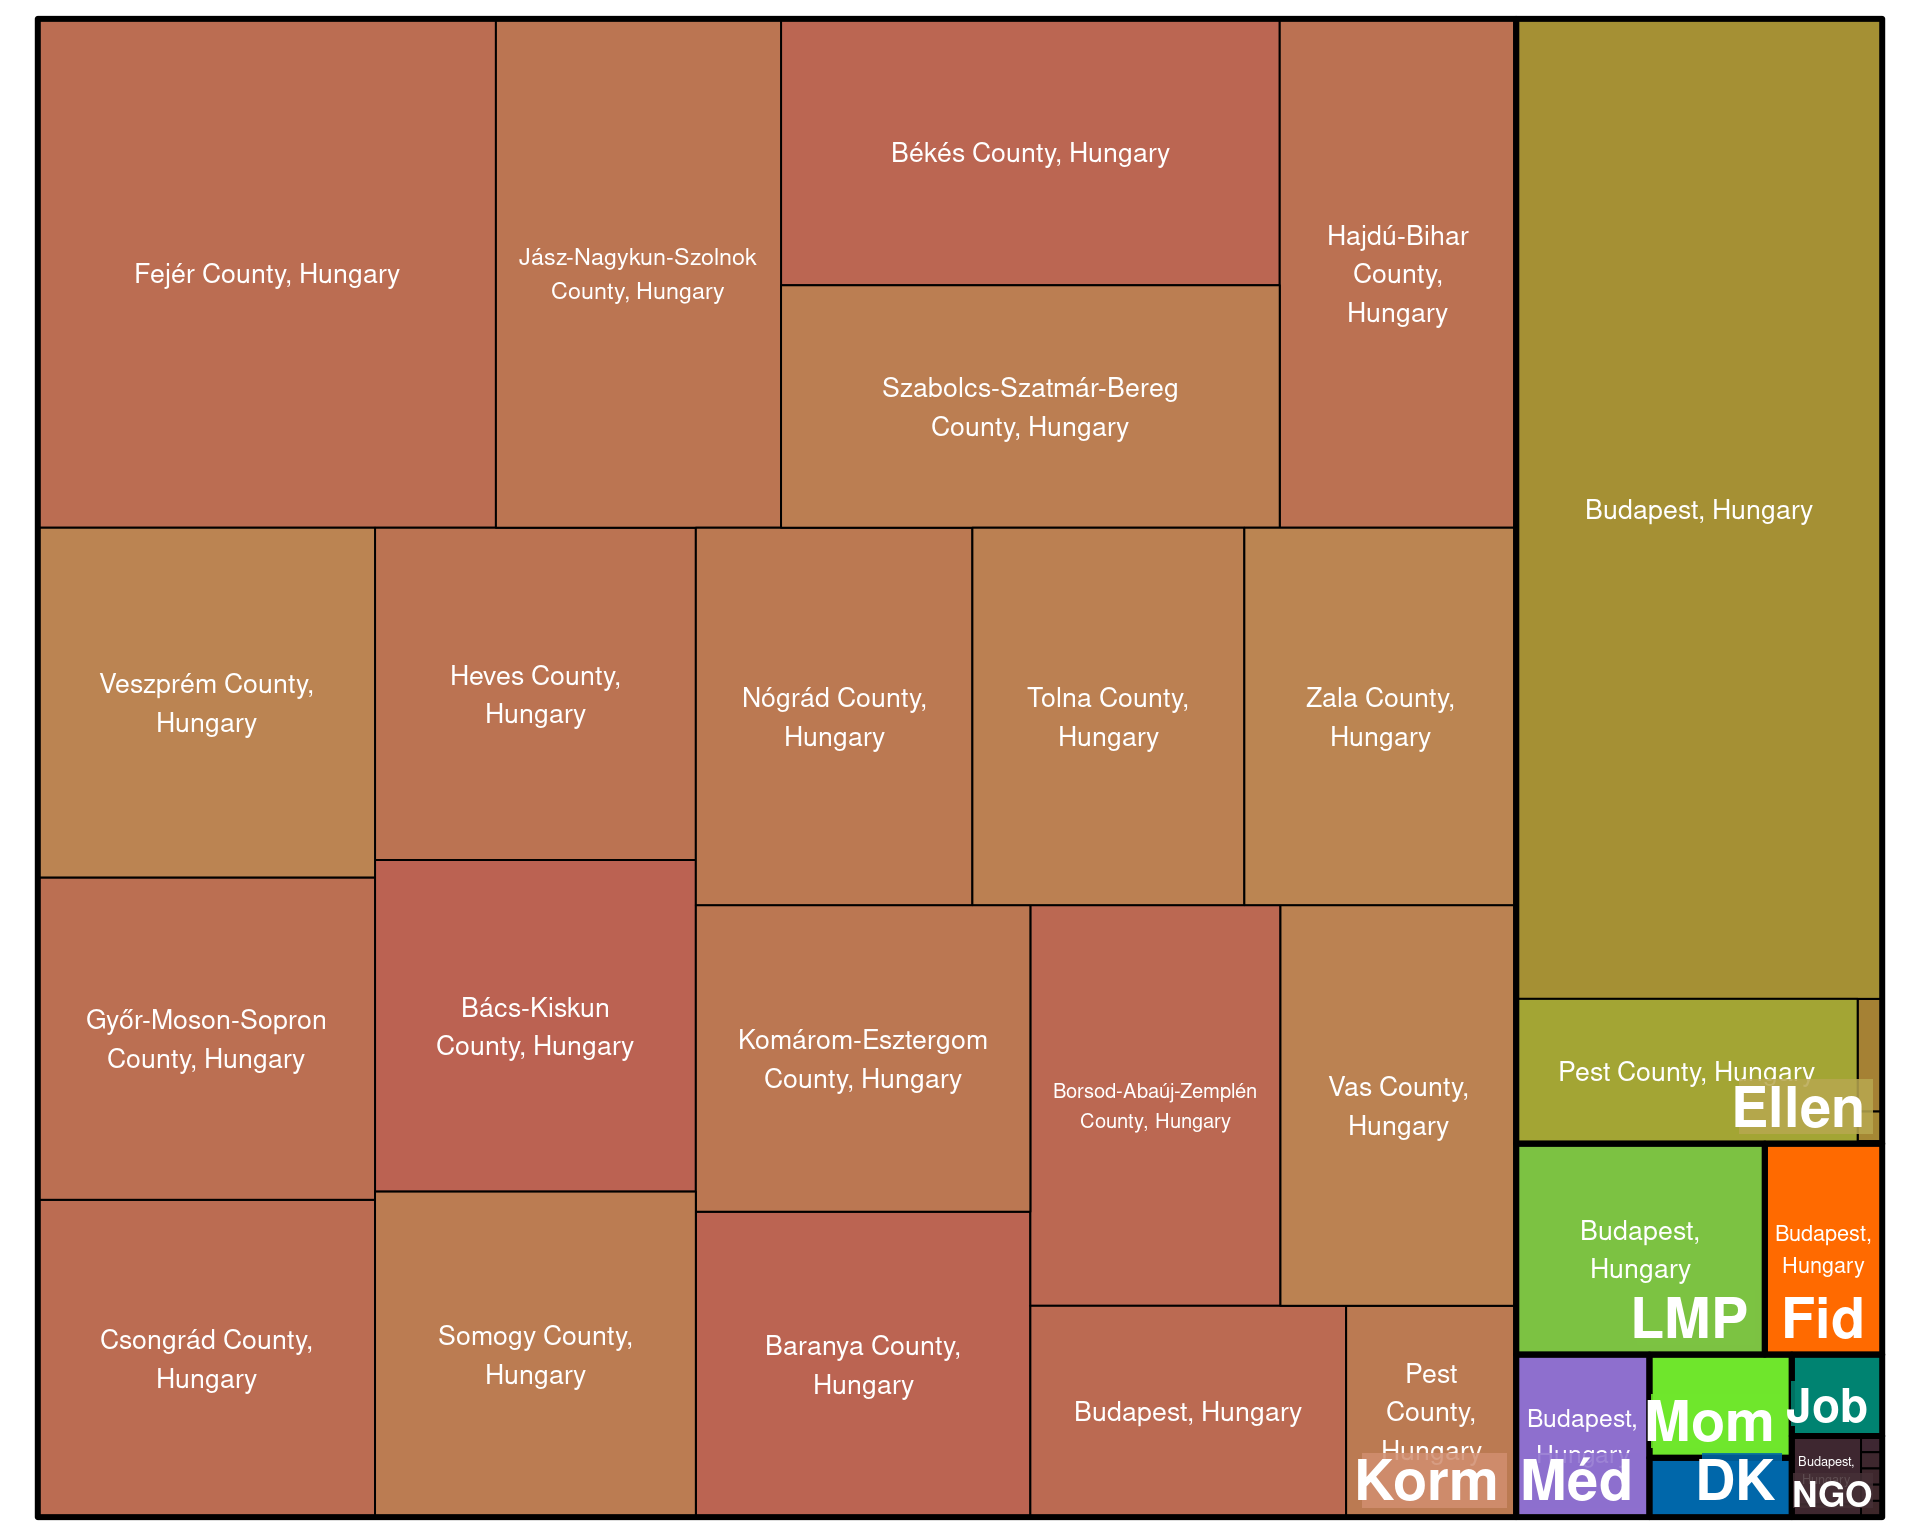 Fejér County, Hungary
Jász-Nagykun-Szolnok
County, Hungary
Békés County, Hungary
Szabolcs-Szatmár-Bereg
County, Hungary
Hajdú-Bihar
County,
Hungary
Budapest, Hungary
Veszprém County,
Hungary
Heves County,
Hungary
Nógrád County,
Hungary
Tolna County,
Hungary
Zala County,
Hungary
Győr-Moson-Sopron
County, Hungary
Bács-Kiskun
County, Hungary
Komárom-Esztergom
County, Hungary
Borsod-Abaúj-Zemplén
County, Hungary
Vas County,
Hungary
Pest County, Hungary
Ellen
Csongrád County,
Hungary
Somogy County,
Hungary
Baranya County,
Hungary
Budapest, Hungary
Pest
County,
Hungary
Korm
Budapest,
Hungary
LMP
Budapest,
Hungary
Fid
Budapest,
Hungary
Méd
Mom
DK
Job
Budapest,
Hungary
NGO